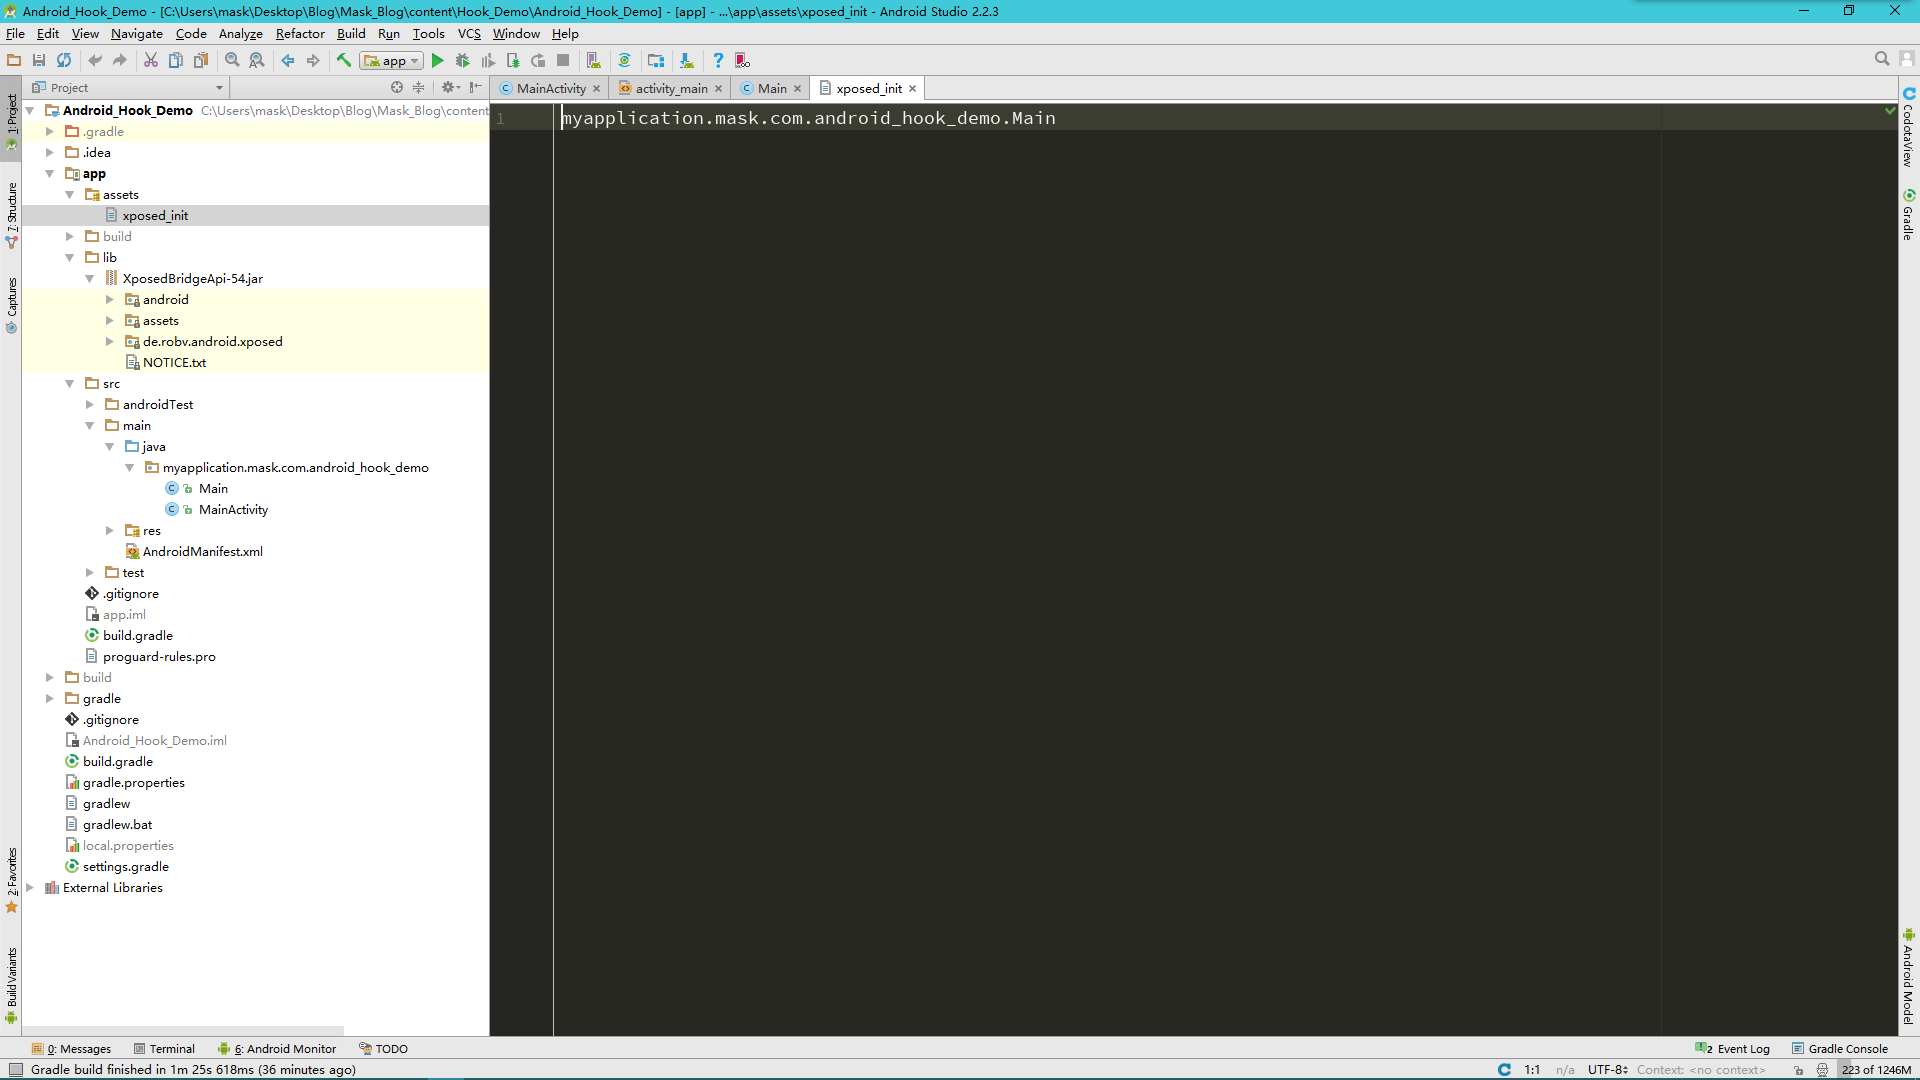 Android_Hook_Demo - [C:\Users\mask\Desktop\Blog\Mask_Blog\content\Hook_Demo\Android_Hook_Demo] - [app] - ...\app\assets\xposed_init - Android Studio 2.2.3
File Edit View Navigate Code Analyze Refactor Build Run Tools VCS Window Help
app
Project
MainActivity
activity_main
Main
xposed_init
Android_Hook_Demo C:\Users\mask\Desktop\Blog\Mask_Blog\content
.gradle
.idea
app
assets
xposed_init
build
lib
XposedBridgeApi-54.jar
android
assets
de.robv.android.xposed
NOTICE.txt
src
androidTest
main
java
myapplication.mask.com.android_hook_demo
Main
MainActivity
res
AndroidManifest.xml
test
.gitignore
app.iml
build.gradle
proguard-rules.pro
build
gradle
.gitignore
Android_Hook_Demo.iml
build.gradle
gradle.properties
gradlew
gradlew.bat
local.properties
settings.gradle
External Libraries
1 myapplication.mask.com.android_hook_demo.Main
1: Project
7: Structure
Captures
2: Favorites
Build Variants
CodotaView
Gradle
Android Model
0: Messages Terminal 6: Android Monitor TODO
2 Event Log Gradle Console
Gradle build finished in 1m 25s 618ms (36 minutes ago)
1:1 n/a UTF-8 Context: <no context> 223 of 1246M